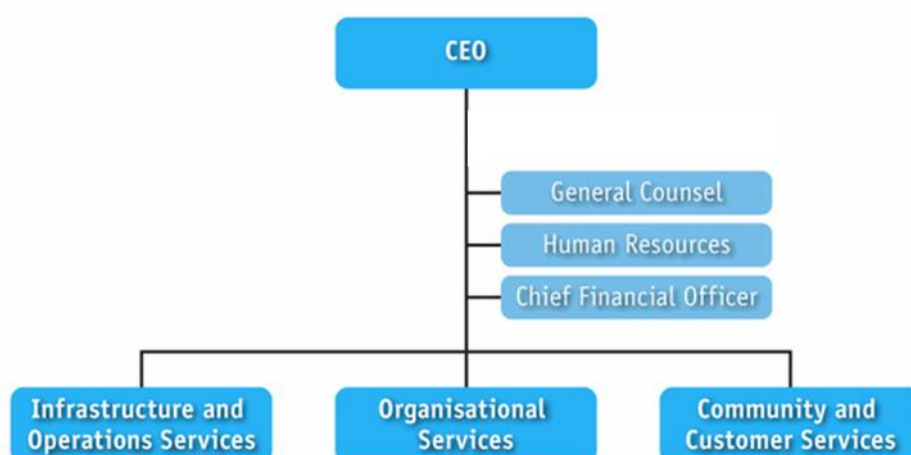 CEO
General Counsel
Human Resources
Chief Financial Officer
Infrastructure and
Operations Services
Organisational
Services
Community and
Customer Services